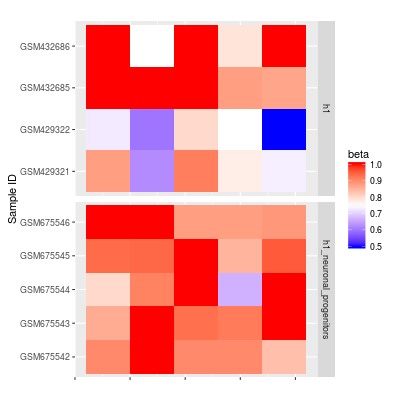 Sample ID
GSM432686
GSM432685
GSM429322
GSM429321
h1
GSM675546
GSM675545
GSM675544
GSM675543
GSM675542
h1_neuronal_progenitors
beta
1.0
0.9
0.8
0.7
0.6
0.5